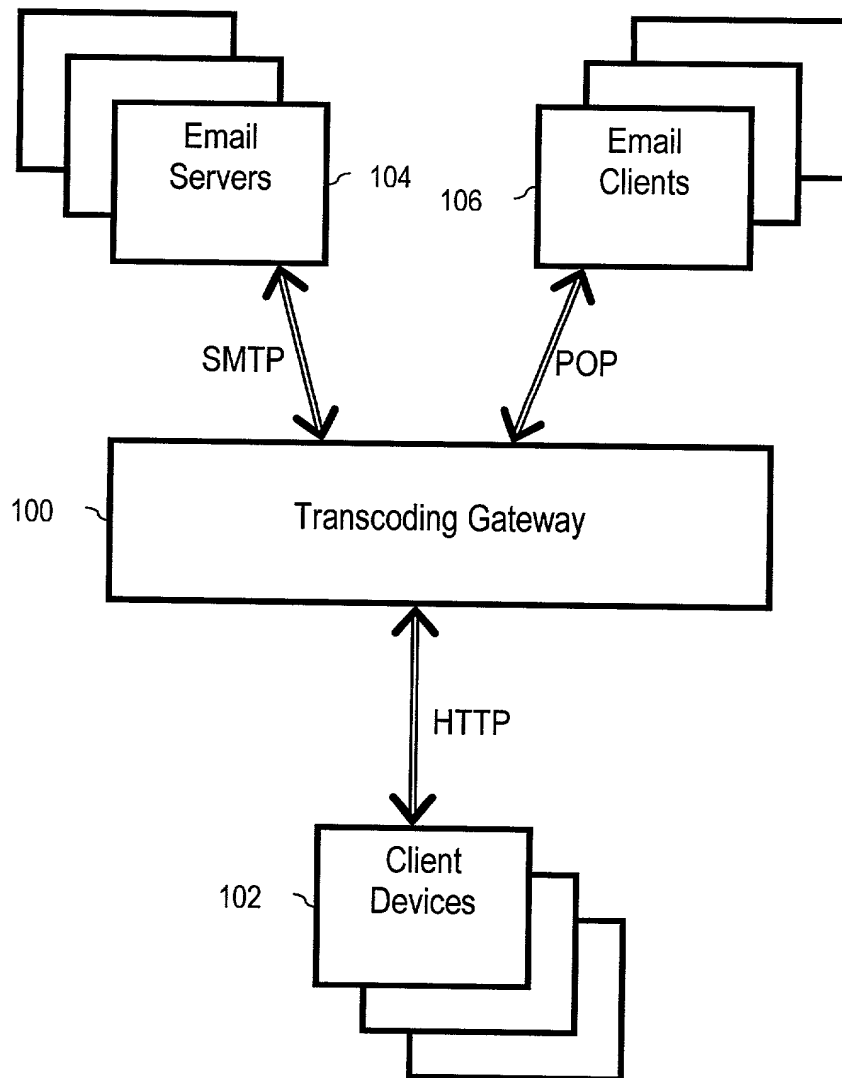 Email
Servers
104
Email
Clients
106
SMTP
POP
100
Transcoding Gateway
HTTP
Client
Devices
102